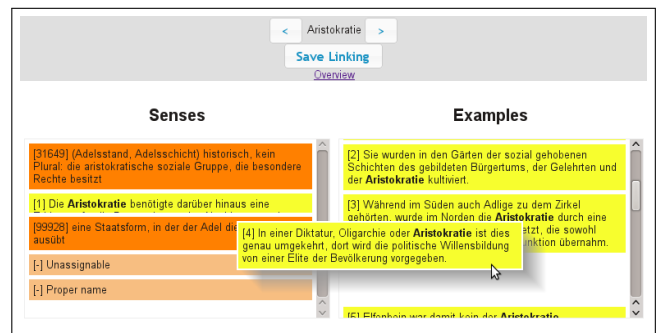 < Aristokratie >
Save Linking
Overview
Senses
[31649] (Adelsstand, Adelsschicht) historisch, kein
Plural: die aristokratische soziale Gruppe, die besondere
Rechte besitzt
[1] Die Aristokratie benötigte darüber hinaus eine
[99928] eine Staatsform, in der der Adel die
ausübt
[-] Unassignable
[-] Proper name
Examples
[2] Sie wurden in den Gärten der sozial gehobenen
Schichten des gebildeten Bürgertums, der Gelehrten und
der Aristokratie kultiviert.
[3] Während im Süden auch Adlige zu dem Zirkel
gehörten, wurde im Norden die Aristokratie durch eine
die sowohl
übernahm.
[4] In einer Diktatur, Oligarchie oder Aristokratie ist dies
genau umgekehrt, dort wird die politische Willensbildung
von einer Elite der Bevölkerung vorgegeben.
[5] Elfenbein war damit kein der Aristokratie